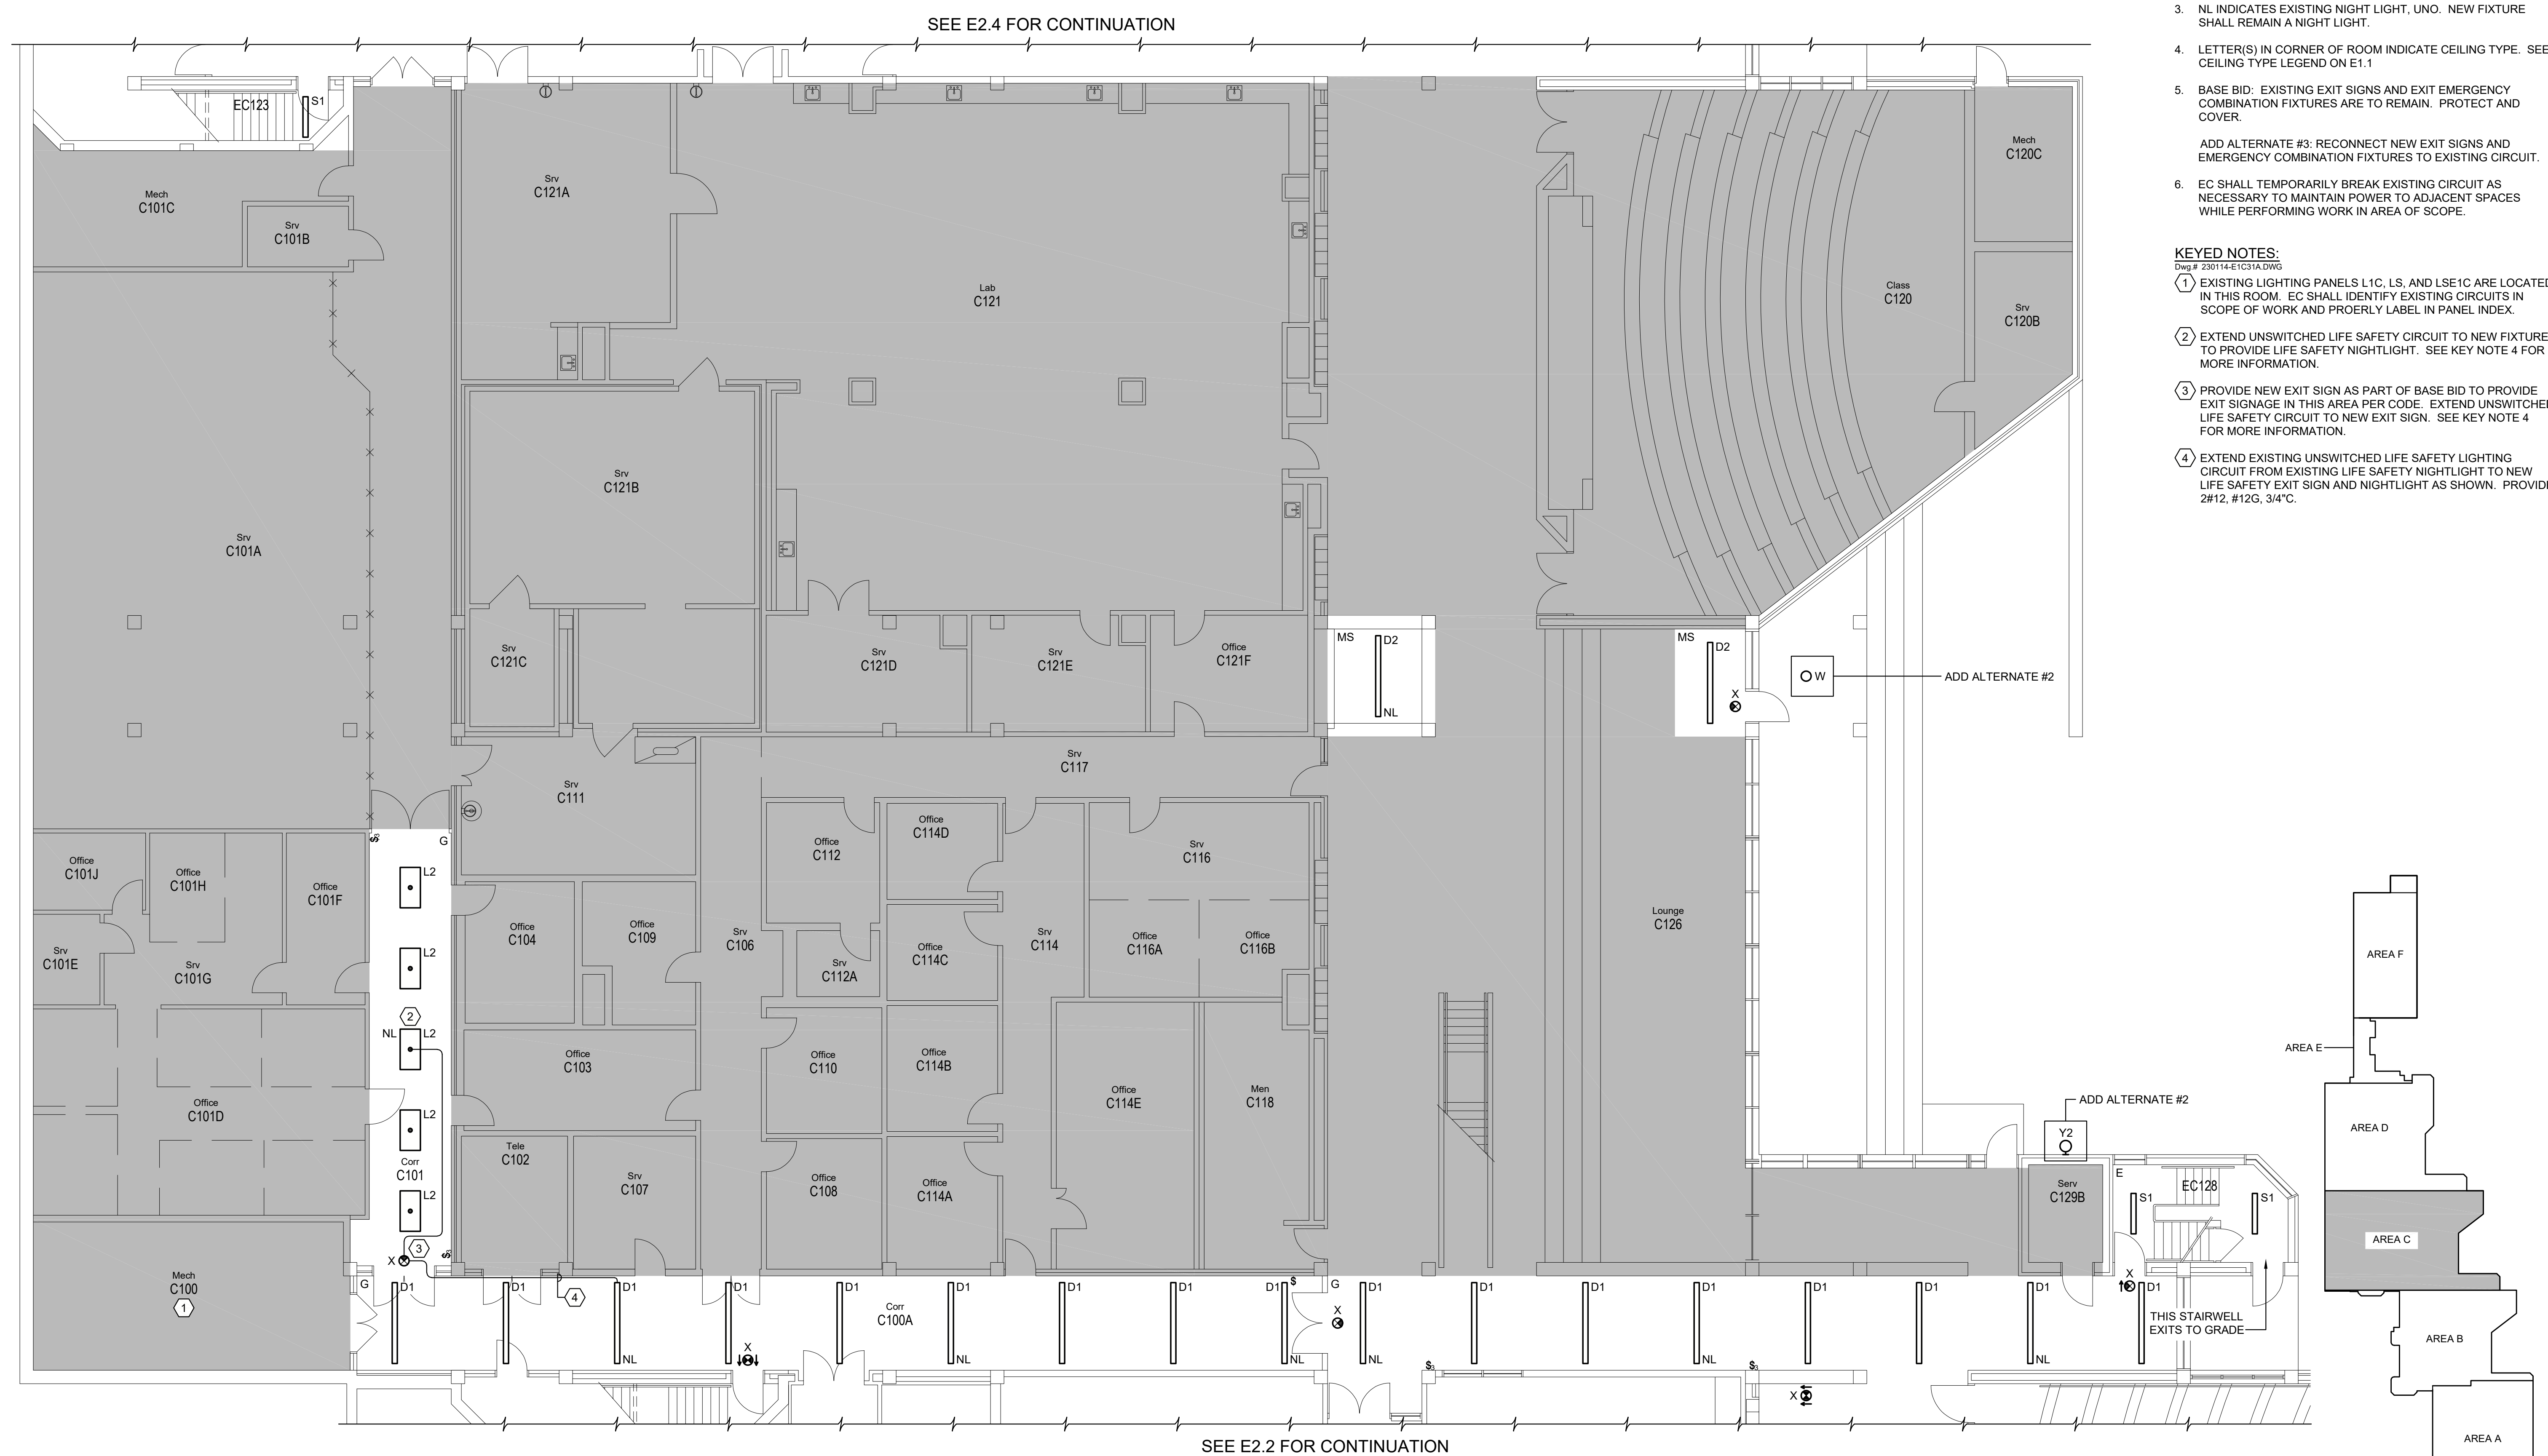 SEE E2.4 FOR CONTINUATION
3. NL INDICATES EXISTING NIGHT LIGHT, UNO. NEW FIXTURE
SHALL REMAIN A NIGHT LIGHT.
4. LETTER(S) IN CORNER OF ROOM INDICATE CEILING TYPE. SEE
CEILING TYPE LEGEND ON E1.1
5. BASE BID: EXISTING EXIT SIGNS AND EXIT EMERGENCY
COMBINATION FIXTURES ARE TO REMAIN. PROTECT AND
COVER.
ADD ALTERNATE #3: RECONNECT NEW EXIT SIGNS AND
EMERGENCY COMBINATION FIXTURES TO EXISTING CIRCUIT.
6. EC SHALL TEMPORARILY BREAK EXISTING CIRCUIT AS
NECESSARY TO MAINTAIN POWER TO ADJACENT SPACES
WHILE PERFORMING WORK IN AREA OF SCOPE.
KEYED NOTES:
Dwg.# 230114-E1C31A.DWG
1 EXISTING LIGHTING PANELS L1C, LS, AND LSE1C ARE LOCATED
IN THIS ROOM. EC SHALL IDENTIFY EXISTING CIRCUITS IN
SCOPE OF WORK AND PROERLY LABEL IN PANEL INDEX.
2 EXTEND UNSWITCHED LIFE SAFETY CIRCUIT TO NEW FIXTURE
TO PROVIDE LIFE SAFETY NIGHTLIGHT. SEE KEY NOTE 4 FOR
MORE INFORMATION.
3 PROVIDE NEW EXIT SIGN AS PART OF BASE BID TO PROVIDE
EXIT SIGNAGE IN THIS AREA PER CODE. EXTEND UNSWITCHED
LIFE SAFETY CIRCUIT TO NEW EXIT SIGN. SEE KEY NOTE 4
FOR MORE INFORMATION.
4 EXTEND EXISTING UNSWITCHED LIFE SAFETY LIGHTING
CIRCUIT FROM EXISTING LIFE SAFETY NIGHTLIGHT TO NEW
LIFE SAFETY EXIT SIGN AND NIGHTLIGHT AS SHOWN. PROVIDE
2#12, #12G, 3/4"C.
EC123
S1
Mech
C101C
Srv
C101B
Srv
C121A
Lab
C121
Class
C120
Mech
C120C
Srv
C120B
Srv
C101A
Srv
C121B
Srv
C121C
Srv
C121D
Srv
C121E
Office
C121F
MS
D2
NL
MS
D2
X
W
ADD ALTERNATE #2
Srv
C111
Srv
C117
$3
G
Office
C101J
Office
C101H
Office
C101F
L2
Office
C112
Office
C114D
Srv
C116
Srv
C101E
Srv
C101G
L2
Office
C104
Office
C109
Srv
C106
Srv
C112A
Office
C114C
Srv
C114
Office
C116A
Office
C116B
Lounge
C126
2
NL
L2
Office
C103
Office
C110
Office
C114B
Office
C114E
Men
C118
Office
C101D
L2
Corr
C101
L2
Tele
C102
Srv
C107
Office
C108
Office
C114A
ADD ALTERNATE #2
Y2
Serv
C129B
E
EC128
S1
S1
X
3
$3
Mech
C100
1
G
D1
D1
4
D1
NL
D1
X
D1
Corr
C100A
D1
NL
D1
D1
D1
$
NL
G
X
D1
NL
$3
D1
D1
D1
NL
$3
D1
X
D1
D1
NL
X
D1
THIS STAIRWELL
EXITS TO GRADE
SEE E2.2 FOR CONTINUATION
AREA F
AREA E
AREA D
AREA C
AREA B
AREA A